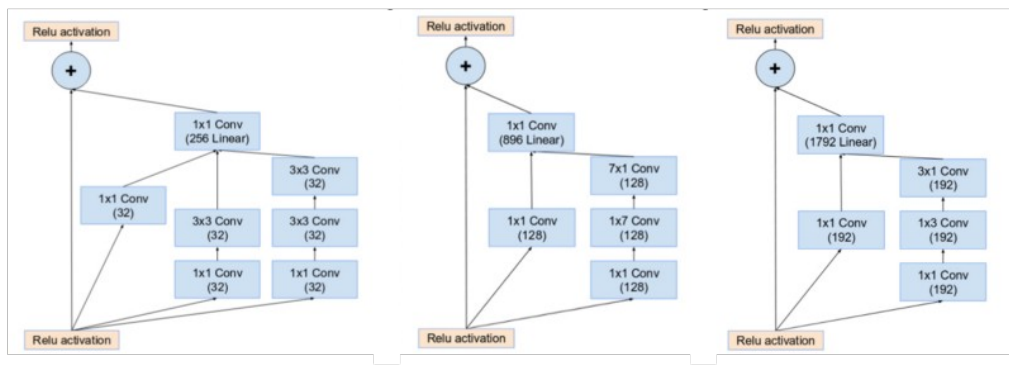 Relu activation
+
1x1 Conv
(256 Linear)
3x3 Conv
(32)
1x1 Conv
(32)
3x3 Conv
(32)
3x3 Conv
(32)
1x1 Conv
(32)
1x1 Conv
(32)
Relu activation
Relu activation
+
1x1 Conv
(896 Linear)
7x1 Conv
(128)
1x1 Conv
(128)
1x7 Conv
(128)
1x1 Conv
(128)
Relu activation
Relu activation
+
1x1 Conv
(1792 Linear)
3x1 Conv
(192)
1x1 Conv
(192)
1x3 Conv
(192)
1x1 Conv
(192)
Relu activation